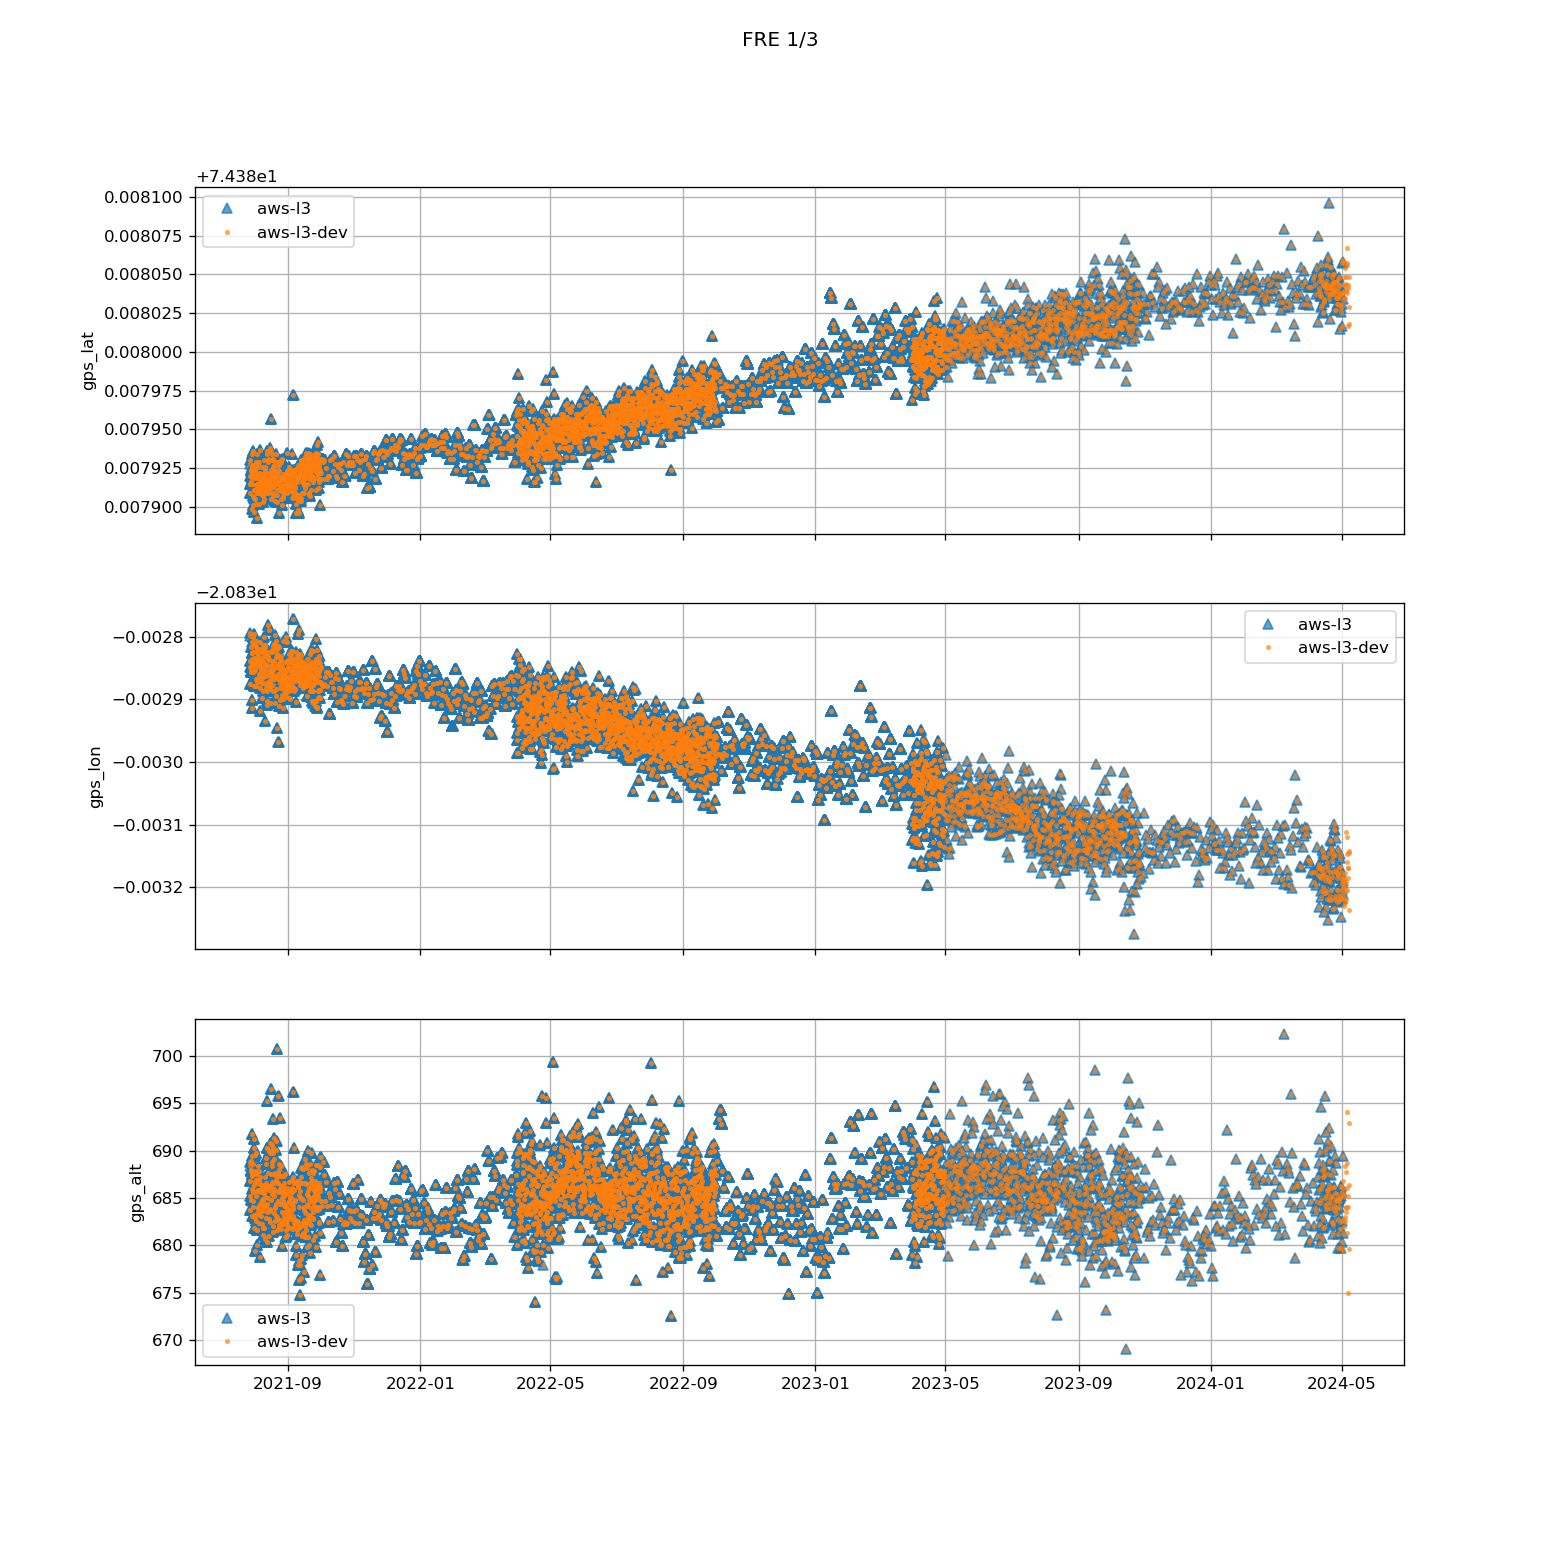 FRE 1/3
+7.438e1
0.008100
0.008075
0.008050
0.008025
0.008000
0.007975
0.007950
0.007925
0.007900
gps_lat
aws-l3
aws-l3-dev
−2.083e1
−0.0028
−0.0029
−0.0030
−0.0031
−0.0032
gps_lon
aws-l3
aws-l3-dev
700
695
690
685
680
675
670
gps_alt
aws-l3
aws-l3-dev
2021-09 2022-01 2022-05 2022-09 2023-01 2023-05 2023-09 2024-01 2024-05